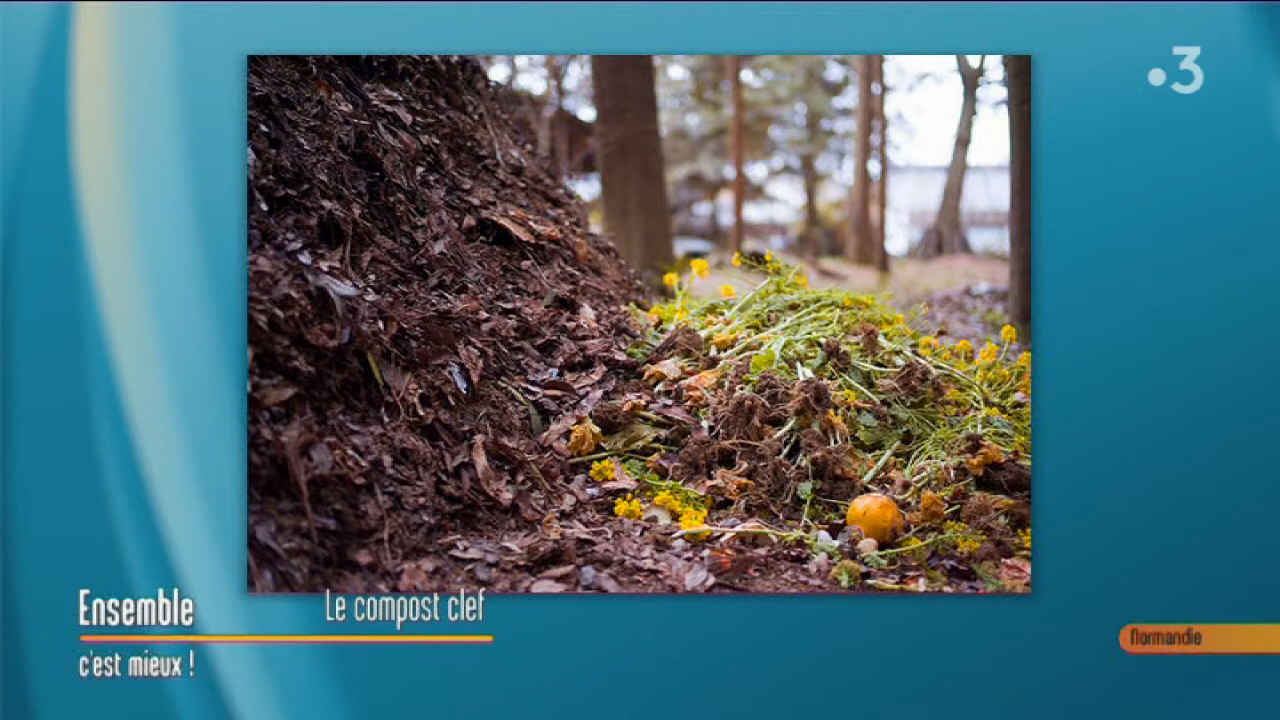 .3
Ensemble
Le compost clef
c'est mieux !
Normandie